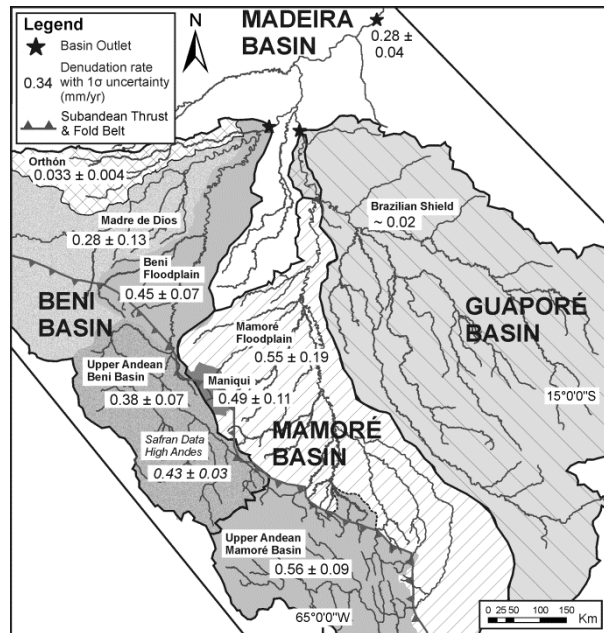 Legend
Basin Outlet
0.34
Denudation rate
with 1σ uncertainty
(mm/yr)
Subandean Thrust
& Fold Belt
N
MADEIRA
BASIN
0.28 ±
0.04
Orthón
0.033 ± 0.004
Madre de Dios
0.28 ± 0.13
Beni
Floodplain
0.45 ± 0.07
BENI
BASIN
Brazilian Shield
~ 0.02
GUAPORÉ
BASIN
Mamoré
Floodplain
0.55 ± 0.19
Upper Andean
Beni Basin
0.38 ± 0.07
Maniqui
0.49 ± 0.11
15°0'0"S
MAMORÉ
BASIN
Safran Data
High Andes
0.43 ± 0.03
Upper Andean
Mamoré Basin
0.56 ± 0.09
65°0'0"W
0 25 50 100 150
Km